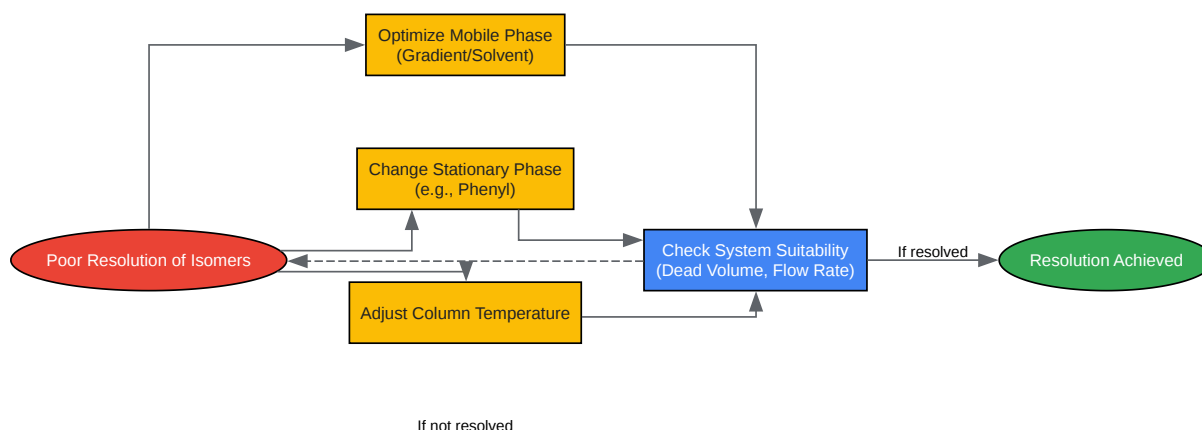 Optimize Mobile Phase
(Gradient/Solvent)
Change Stationary Phase
(e.g., Phenyl)
Poor Resolution of Isomers
Check System Suitability
(Dead Volume, Flow Rate)
If resolved
Resolution Achieved
Adjust Column Temperature
If not resolved